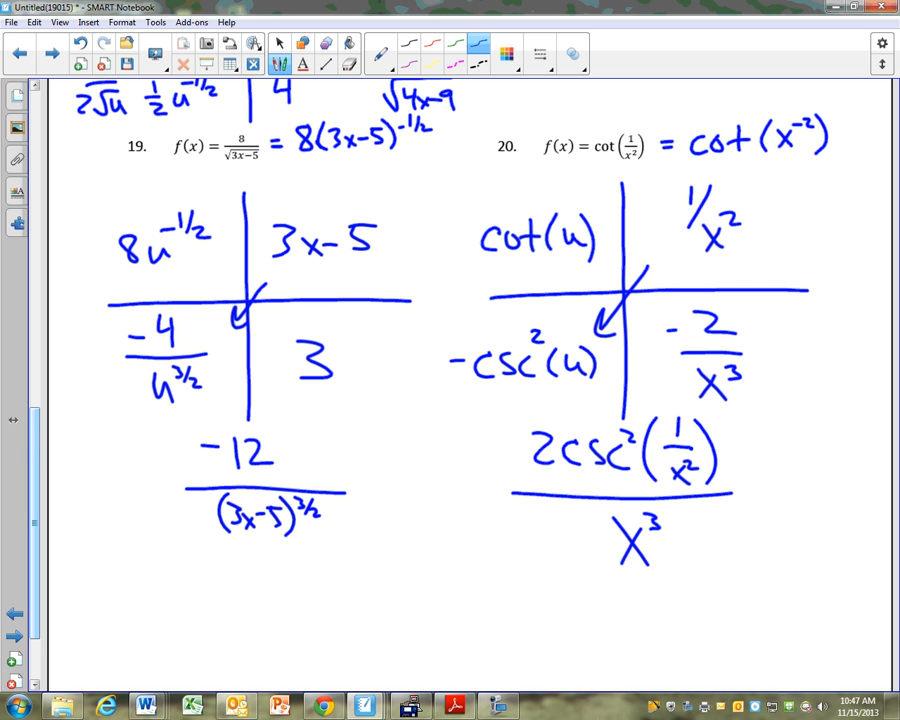 Untitled(19015) * - SMART Notebook
File Edit View Insert Format Tools Add-ons Help
2√u 1/2 u^-1/2 4 √4x-9
19. f(x) = 8/√3x−5 = 8(3x-5)^-1/2
20. f(x) = cot(1/x²) = cot(x^-2)
8u^-1/2 3x-5
cot(u) 1/x²
-4/u^3/2 3
-csc²(u) -2/x³
-12/(3x-5)^3/2
2csc²(1/x²)/x³
10:47 AM
11/15/2013